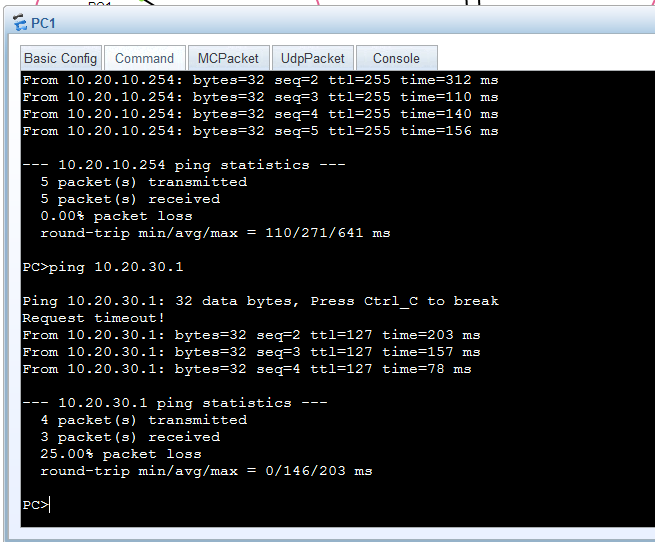 PC1
Basic Config Command MCPacket UdpPacket Console
From 10.20.10.254: bytes=32 seq=2 ttl=255 time=312 ms
From 10.20.10.254: bytes=32 seq=3 ttl=255 time=110 ms
From 10.20.10.254: bytes=32 seq=4 ttl=255 time=140 ms
From 10.20.10.254: bytes=32 seq=5 ttl=255 time=156 ms
--- 10.20.10.254 ping statistics ---
5 packet(s) transmitted
5 packet(s) received
0.00% packet loss
round-trip min/avg/max = 110/271/641 ms
PC>ping 10.20.30.1
Ping 10.20.30.1: 32 data bytes, Press Ctrl_C to break
Request timeout!
From 10.20.30.1: bytes=32 seq=2 ttl=127 time=203 ms
From 10.20.30.1: bytes=32 seq=3 ttl=127 time=157 ms
From 10.20.30.1: bytes=32 seq=4 ttl=127 time=78 ms
--- 10.20.30.1 ping statistics ---
4 packet(s) transmitted
3 packet(s) received
25.00% packet loss
round-trip min/avg/max = 0/146/203 ms
PC>